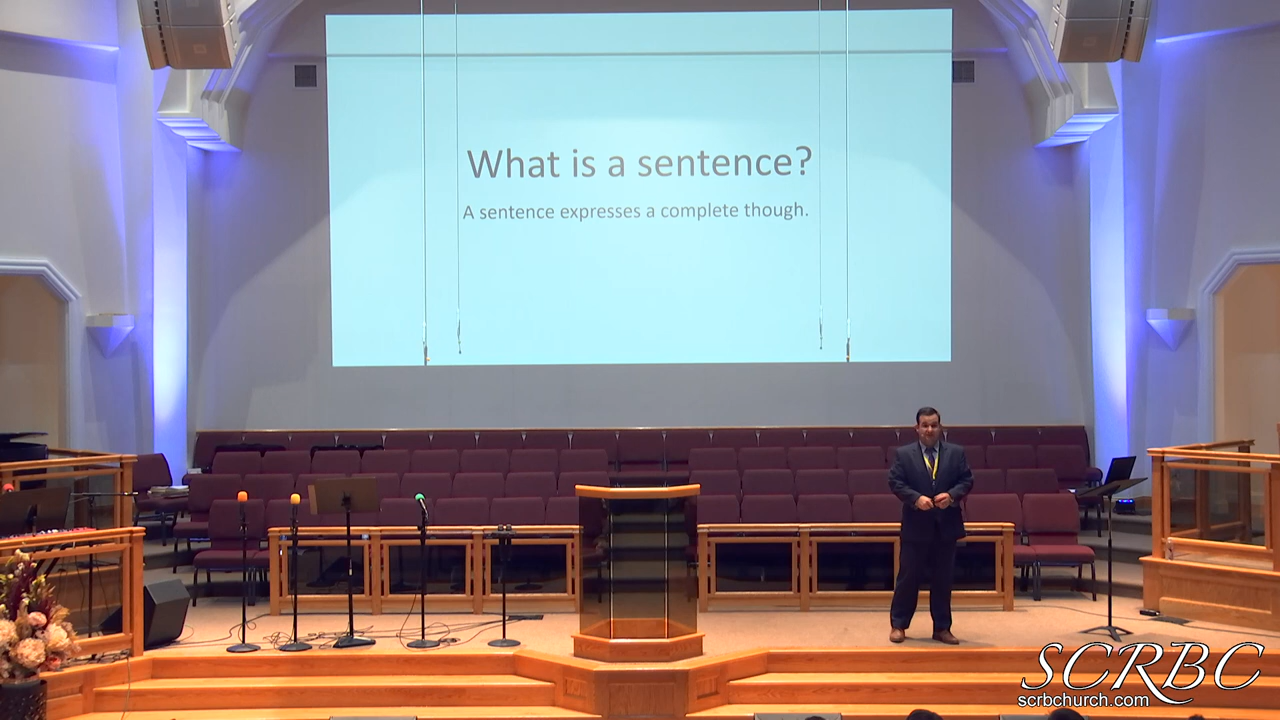 What is a sentence?
A sentence expresses a complete though.
SCRBC
scrbchurch.com